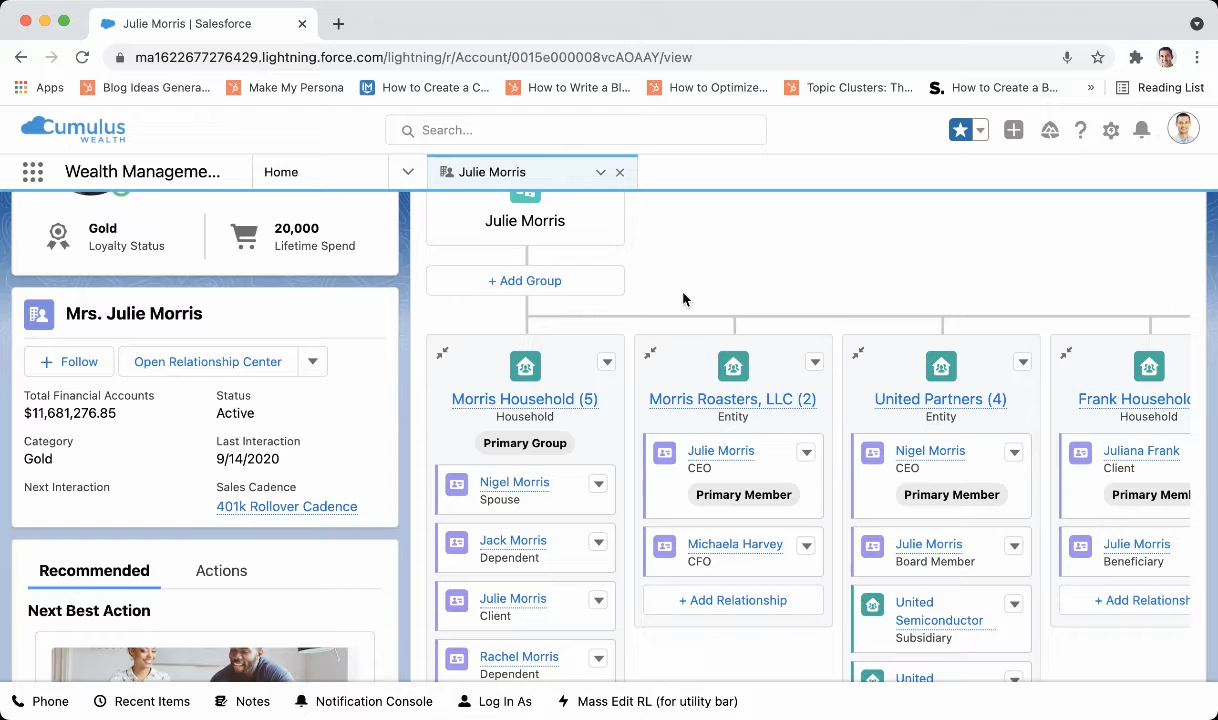 Julie Morris | Salesforce
ma1622677276429.lightning.force.com/lightning/r/Account/0015e000008vcAOAAY/view
Apps Blog Ideas Genera... Make My Persona How to Create a C... How to Write a Bl... How to Optimize... Topic Clusters: Th... How to Create a B... » Reading List
Cumulus
WEALTH
Search...
Wealth Manageme... Home Julie Morris
Gold
Loyalty Status
20,000
Lifetime Spend
Mrs. Julie Morris
+ Follow Open Relationship Center
Total Financial Accounts Status
$11,681,276.85 Active
Category Last Interaction
Gold 9/14/2020
Next Interaction Sales Cadence
401k Rollover Cadence
Recommended Actions
Next Best Action
Julie Morris
+ Add Group
Morris Household (5)
Household
Primary Group
Nigel Morris
Spouse
Jack Morris
Dependent
Julie Morris
Client
Rachel Morris
Dependent
Morris Roasters, LLC (2)
Entity
Julie Morris
CEO
Primary Member
Michaela Harvey
CFO
+ Add Relationship
United Partners (4)
Entity
Nigel Morris
CEO
Primary Member
Julie Morris
Board Member
United
Semiconductor
Subsidiary
United
Frank Househol
Household
Juliana Frank
Client
Primary Mem
Julie Morris
Beneficiary
+ Add Relationsh
Phone Recent Items Notes Notification Console Log In As Mass Edit RL (for utility bar)